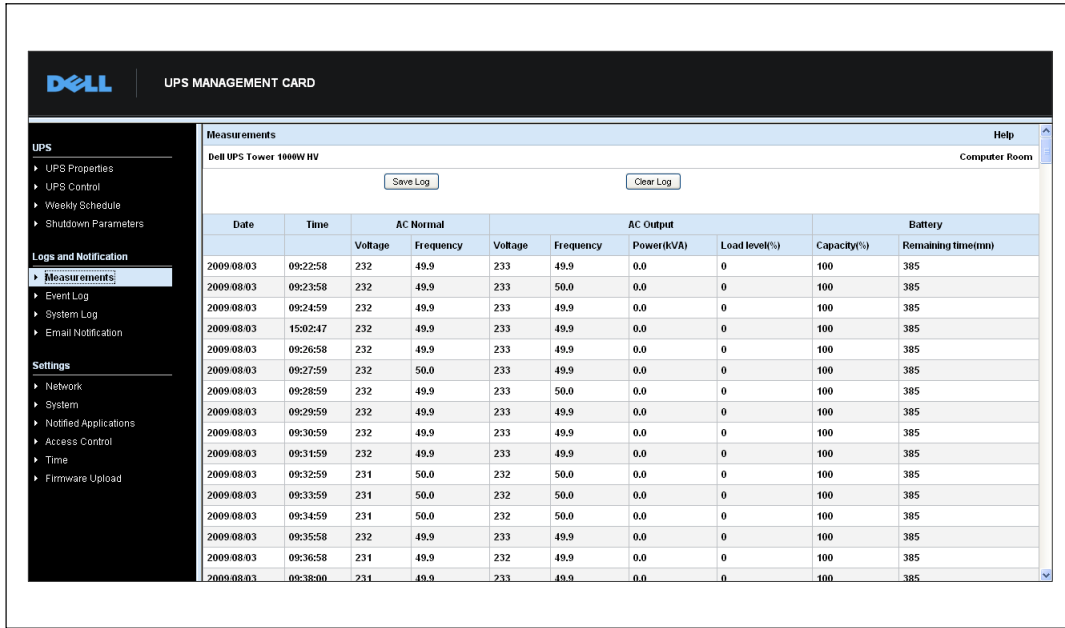 DELL
UPS MANAGEMENT CARD
UPS
UPS Properties
UPS Control
Weekly Schedule
Shutdown Parameters
Logs and Notification
Measurements
Event Log
System Log
Email Notification
Settings
Network
System
Notified Applications
Access Control
Time
Firmware Upload
Measurements Help
Dell UPS Tower 1000W HV Computer Room
Save Log Clear Log
Date Time AC Normal AC Output Battery
Voltage Frequency Voltage Frequency Power(kVA) Load level(%) Capacity(%) Remaining time(mn)
2009/08/03 09:22:58 232 49.9 233 49.9 0.0 0 100 385
2009/08/03 09:23:58 232 49.9 233 50.0 0.0 0 100 385
2009/08/03 09:24:59 232 49.9 233 49.9 0.0 0 100 385
2009/08/03 15:02:47 232 49.9 233 49.9 0.0 0 100 385
2009/08/03 09:26:58 232 49.9 233 49.9 0.0 0 100 385
2009/08/03 09:27:59 232 50.0 233 49.9 0.0 0 100 385
2009/08/03 09:28:59 232 49.9 233 50.0 0.0 0 100 385
2009/08/03 09:29:59 232 49.9 233 49.9 0.0 0 100 385
2009/08/03 09:30:59 232 49.9 233 49.9 0.0 0 100 385
2009/08/03 09:31:59 232 49.9 233 49.9 0.0 0 100 385
2009/08/03 09:32:59 231 50.0 232 50.0 0.0 0 100 385
2009/08/03 09:33:59 231 50.0 232 50.0 0.0 0 100 385
2009/08/03 09:34:59 231 50.0 232 50.0 0.0 0 100 385
2009/08/03 09:35:58 232 49.9 233 49.9 0.0 0 100 385
2009/08/03 09:36:58 231 49.9 232 49.9 0.0 0 100 385
2009/08/03 09:38:00 231 49.9 233 49.9 0.0 0 100 385